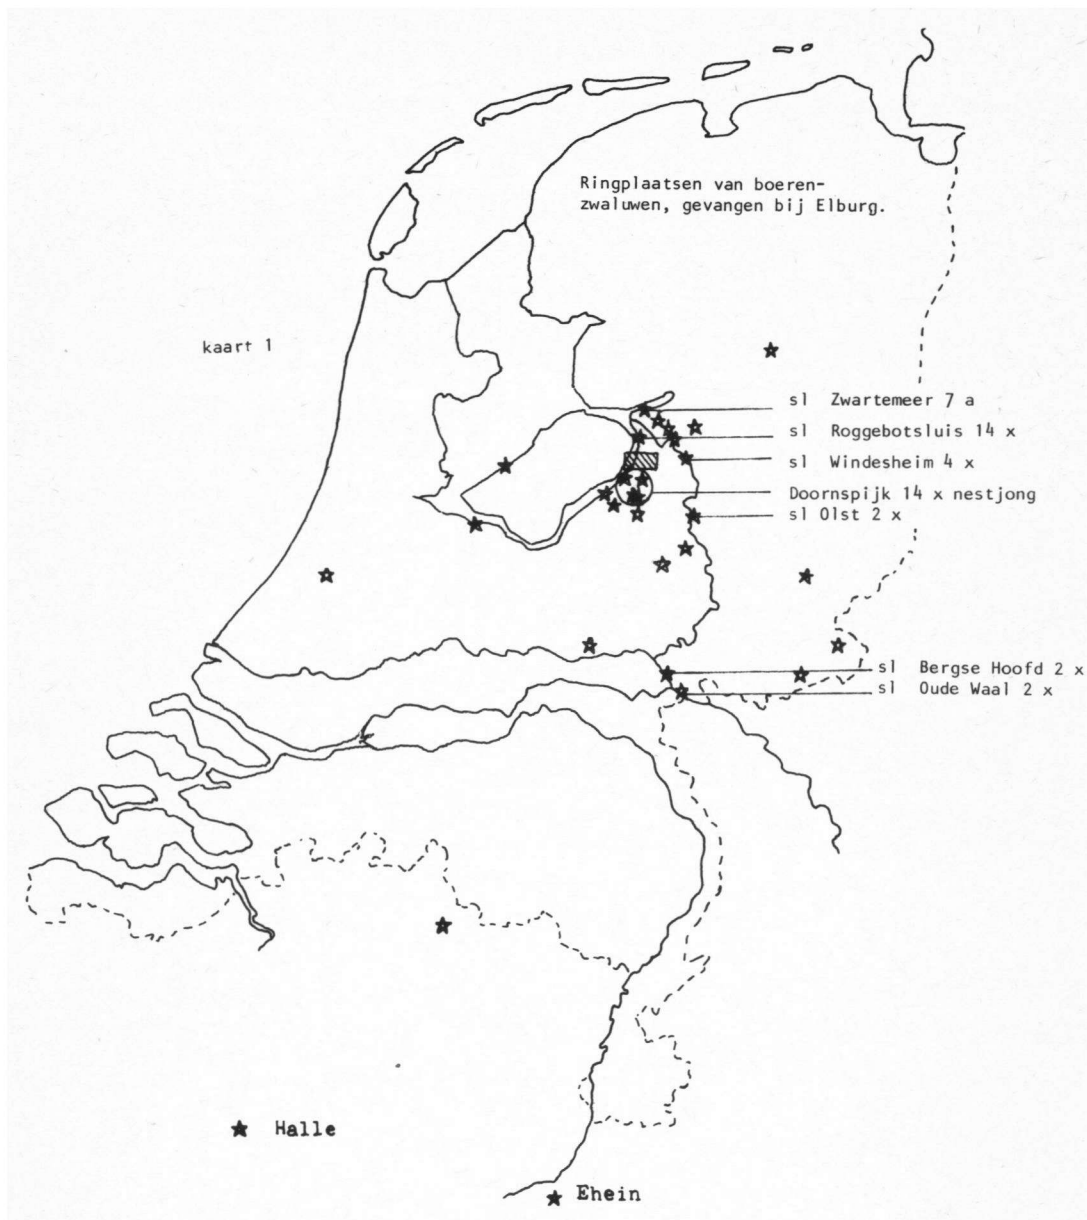 Ringplaatsen van boeren-
zwaluwen, gevangen bij Elburg.
kaart 1
sl Zwartemeer 7 a
sl Roggebotsluis 14 x
sl Windesheim 4 x
Doornspijk 14 x nestjong
sl Olst 2 x
sl Bergse Hoofd 2 x
sl Oude Waal 2 x
Halle
Ehein